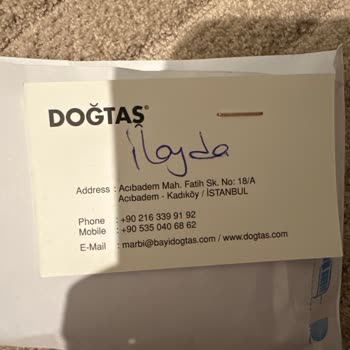 DOĞTAŞ®
İlayda
Address : Acıbadem Mah. Fatih Sk. No: 18/A
Acıbadem - Kadıköy / İSTANBUL
Phone : +90 216 339 91 92
Mobile : +90 535 040 68 62
E-Mail : marbi@bayidogtas.com / www.dogtas.com